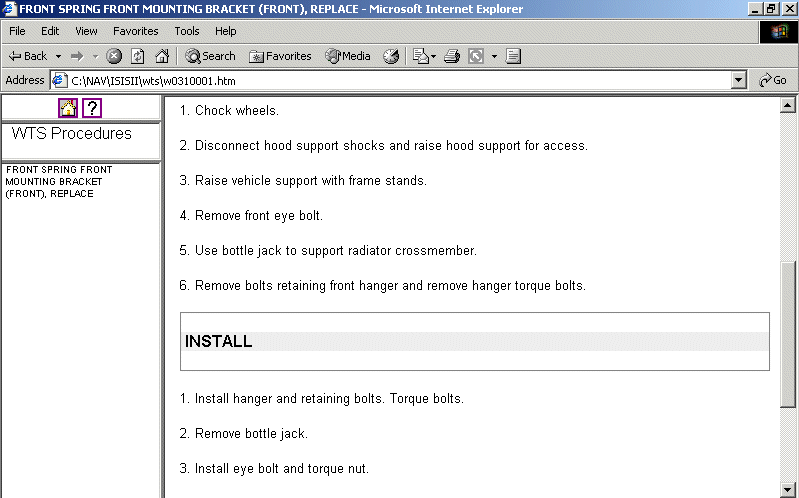 FRONT SPRING FRONT MOUNTING BRACKET (FRONT), REPLACE - Microsoft Internet Explorer
File Edit View Favorites Tools Help
Back Search Favorites Media
Address C:\NAV\ISISII\wts\w0310001.htm Go
?
WTS Procedures
FRONT SPRING FRONT
MOUNTING BRACKET
(FRONT), REPLACE
1. Chock wheels.
2. Disconnect hood support shocks and raise hood support for access.
3. Raise vehicle support with frame stands.
4. Remove front eye bolt.
5. Use bottle jack to support radiator crossmember.
6. Remove bolts retaining front hanger and remove hanger torque bolts.
INSTALL
1. Install hanger and retaining bolts. Torque bolts.
2. Remove bottle jack.
3. Install eye bolt and torque nut.